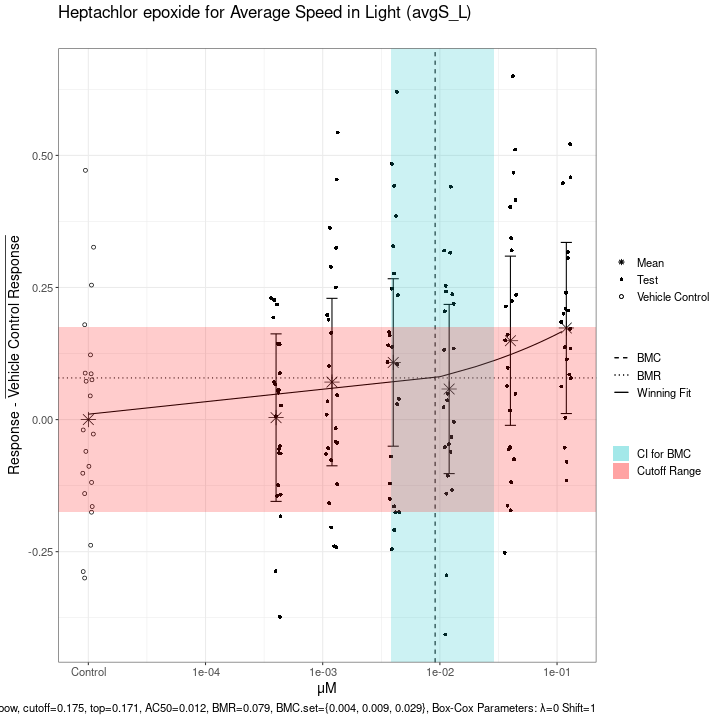 Heptachlor epoxide for Average Speed in Light (avgS_L)
Response - Vehicle Control Response
0.50
0.25
0.00
-0.25
Control
1e-04
1e-03
1e-02
1e-01
μM
Mean
Test
Vehicle Control
BMC
BMR
Winning Fit
CI for BMC
Cutoff Range
cutoff=0.175, top=0.171, AC50=0.012, BMR=0.079, BMC.set={0.004, 0.009, 0.029}, Box-Cox Parameters: λ=0 Shift=1